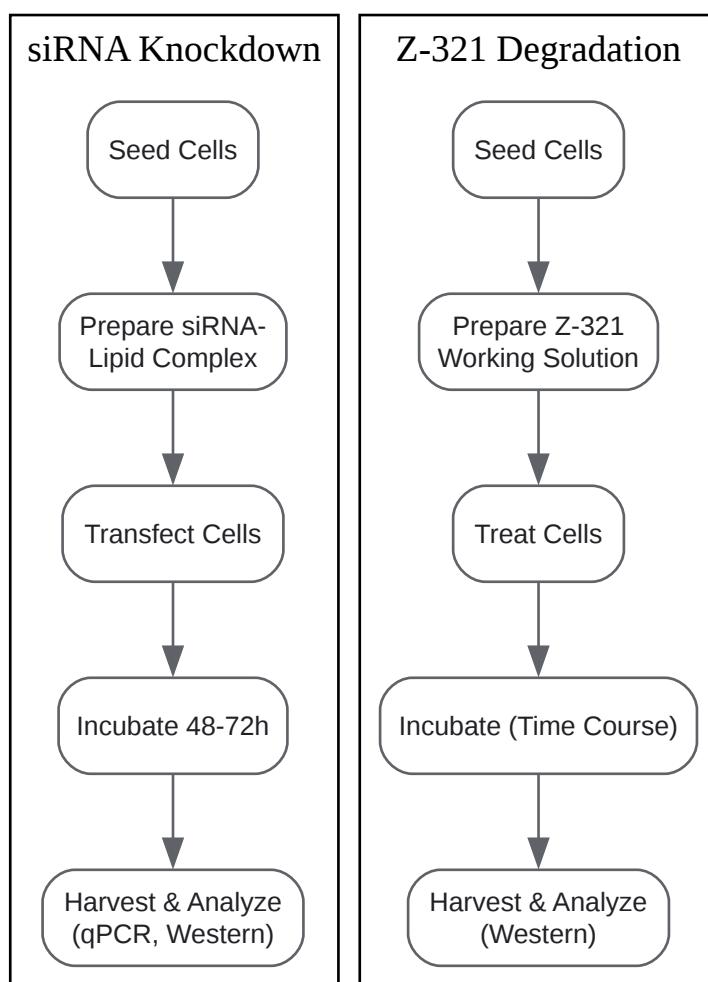 siRNA Knockdown
Seed Cells
Prepare siRNA-
Lipid Complex
Transfect Cells
Incubate 48-72h
Harvest & Analyze
(qPCR, Western)
Z-321 Degradation
Seed Cells
Prepare Z-321
Working Solution
Treat Cells
Incubate (Time Course)
Harvest & Analyze
(Western)